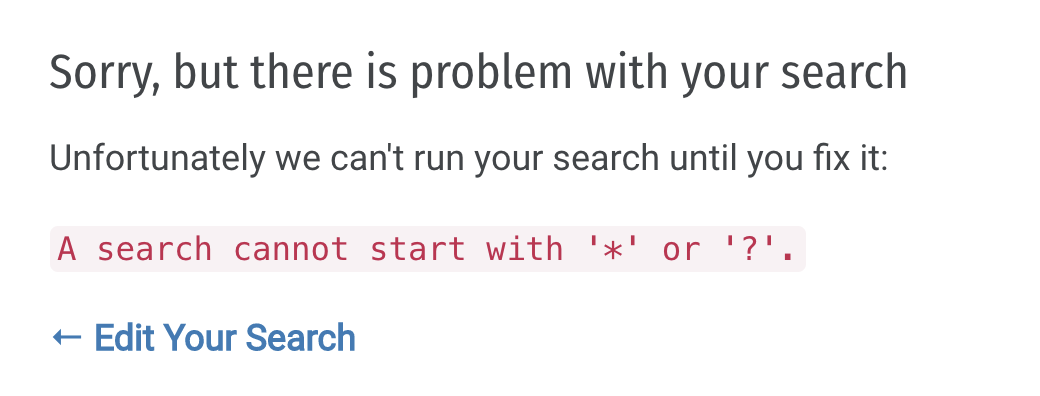 Sorry, but there is problem with your search
Unfortunately we can't run your search until you fix it:
A search cannot start with '*' or '?'.
← Edit Your Search